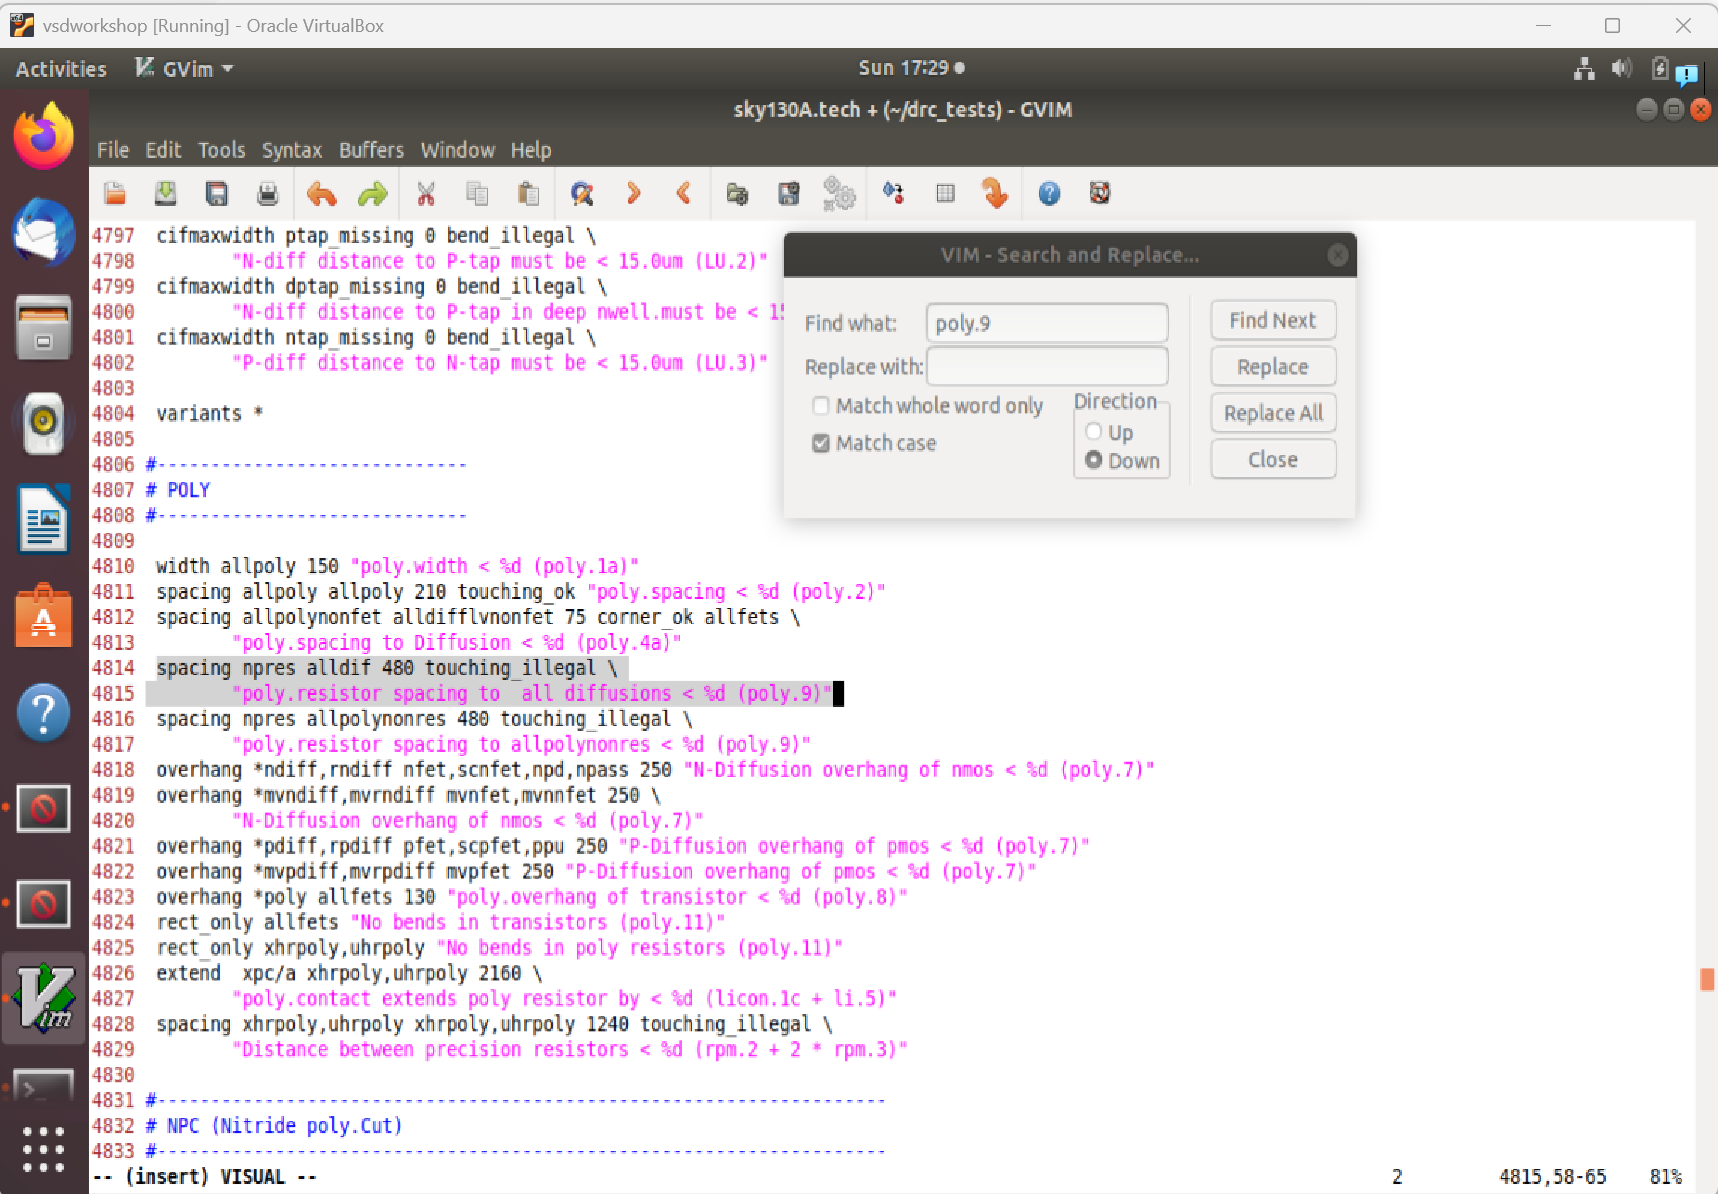 vsdworkshop [Running] - Oracle VirtualBox
Activities GVim Sun 17:29
sky130A.tech + (~/drc_tests) - GVIM
File Edit Tools Syntax Buffers Window Help
4797 cifmaxwidth ptap_missing 0 bend_illegal \
4798 "N-diff distance to P-tap must be < 15.0um (LU.2)"
4799 cifmaxwidth dptap_missing 0 bend_illegal \
4800 "N-diff distance to P-tap in deep nwell.must be < 15
4801 cifmaxwidth ntap_missing 0 bend_illegal \
4802 "P-diff distance to N-tap must be < 15.0um (LU.3)"
4803
4804 variants *
4805
4806 #-----------------------------
4807 # POLY
4808 #-----------------------------
4809
4810 width allpoly 150 "poly.width < %d (poly.1a)"
4811 spacing allpoly allpoly 210 touching_ok "poly.spacing < %d (poly.2)"
4812 spacing allpolynonfet alldifflvnonfet 75 corner_ok allfets \
4813 "poly.spacing to Diffusion < %d (poly.4a)"
4814 spacing npres alldif 480 touching_illegal \
4815 "poly.resistor spacing to  all diffusions < %d (poly.9)"
4816 spacing npres allpolynonres 480 touching_illegal \
4817 "poly.resistor spacing to allpolynonres < %d (poly.9)"
4818 overhang *ndiff,rndiff nfet,scnfet,npd,npass 250 "N-Diffusion overhang of nmos < %d (poly.7)"
4819 overhang *mvndiff,mvrndiff mvnfet,mvnnfet 250 \
4820 "N-Diffusion overhang of nmos < %d (poly.7)"
4821 overhang *pdiff,rpdiff pfet,scpfet,ppu 250 "P-Diffusion overhang of pmos < %d (poly.7)"
4822 overhang *mvpdiff,mvrpdiff mvpfet 250 "P-Diffusion overhang of pmos < %d (poly.7)"
4823 overhang *poly allfets 130 "poly.overhang of transistor < %d (poly.8)"
4824 rect_only allfets "No bends in transistors (poly.11)"
4825 rect_only xhrpoly,uhrpoly "No bends in poly resistors (poly.11)"
4826 extend  xpc/a xhrpoly,uhrpoly 2160 \
4827 "poly.contact extends poly resistor by < %d (licon.1c + li.5)"
4828 spacing xhrpoly,uhrpoly xhrpoly,uhrpoly 1240 touching_illegal \
4829 "Distance between precision resistors < %d (rpm.2 + 2 * rpm.3)"
4830
4831 #--------------------------------------------------------------------
4832 # NPC (Nitride poly.Cut)
4833 #--------------------------------------------------------------------
-- (insert) VISUAL -- 2 4815,58-65 81%
VIM - Search and Replace...
Find what: poly.9 Find Next
Replace with: Replace
Match whole word only Direction Replace All
Match case Up
Down Close